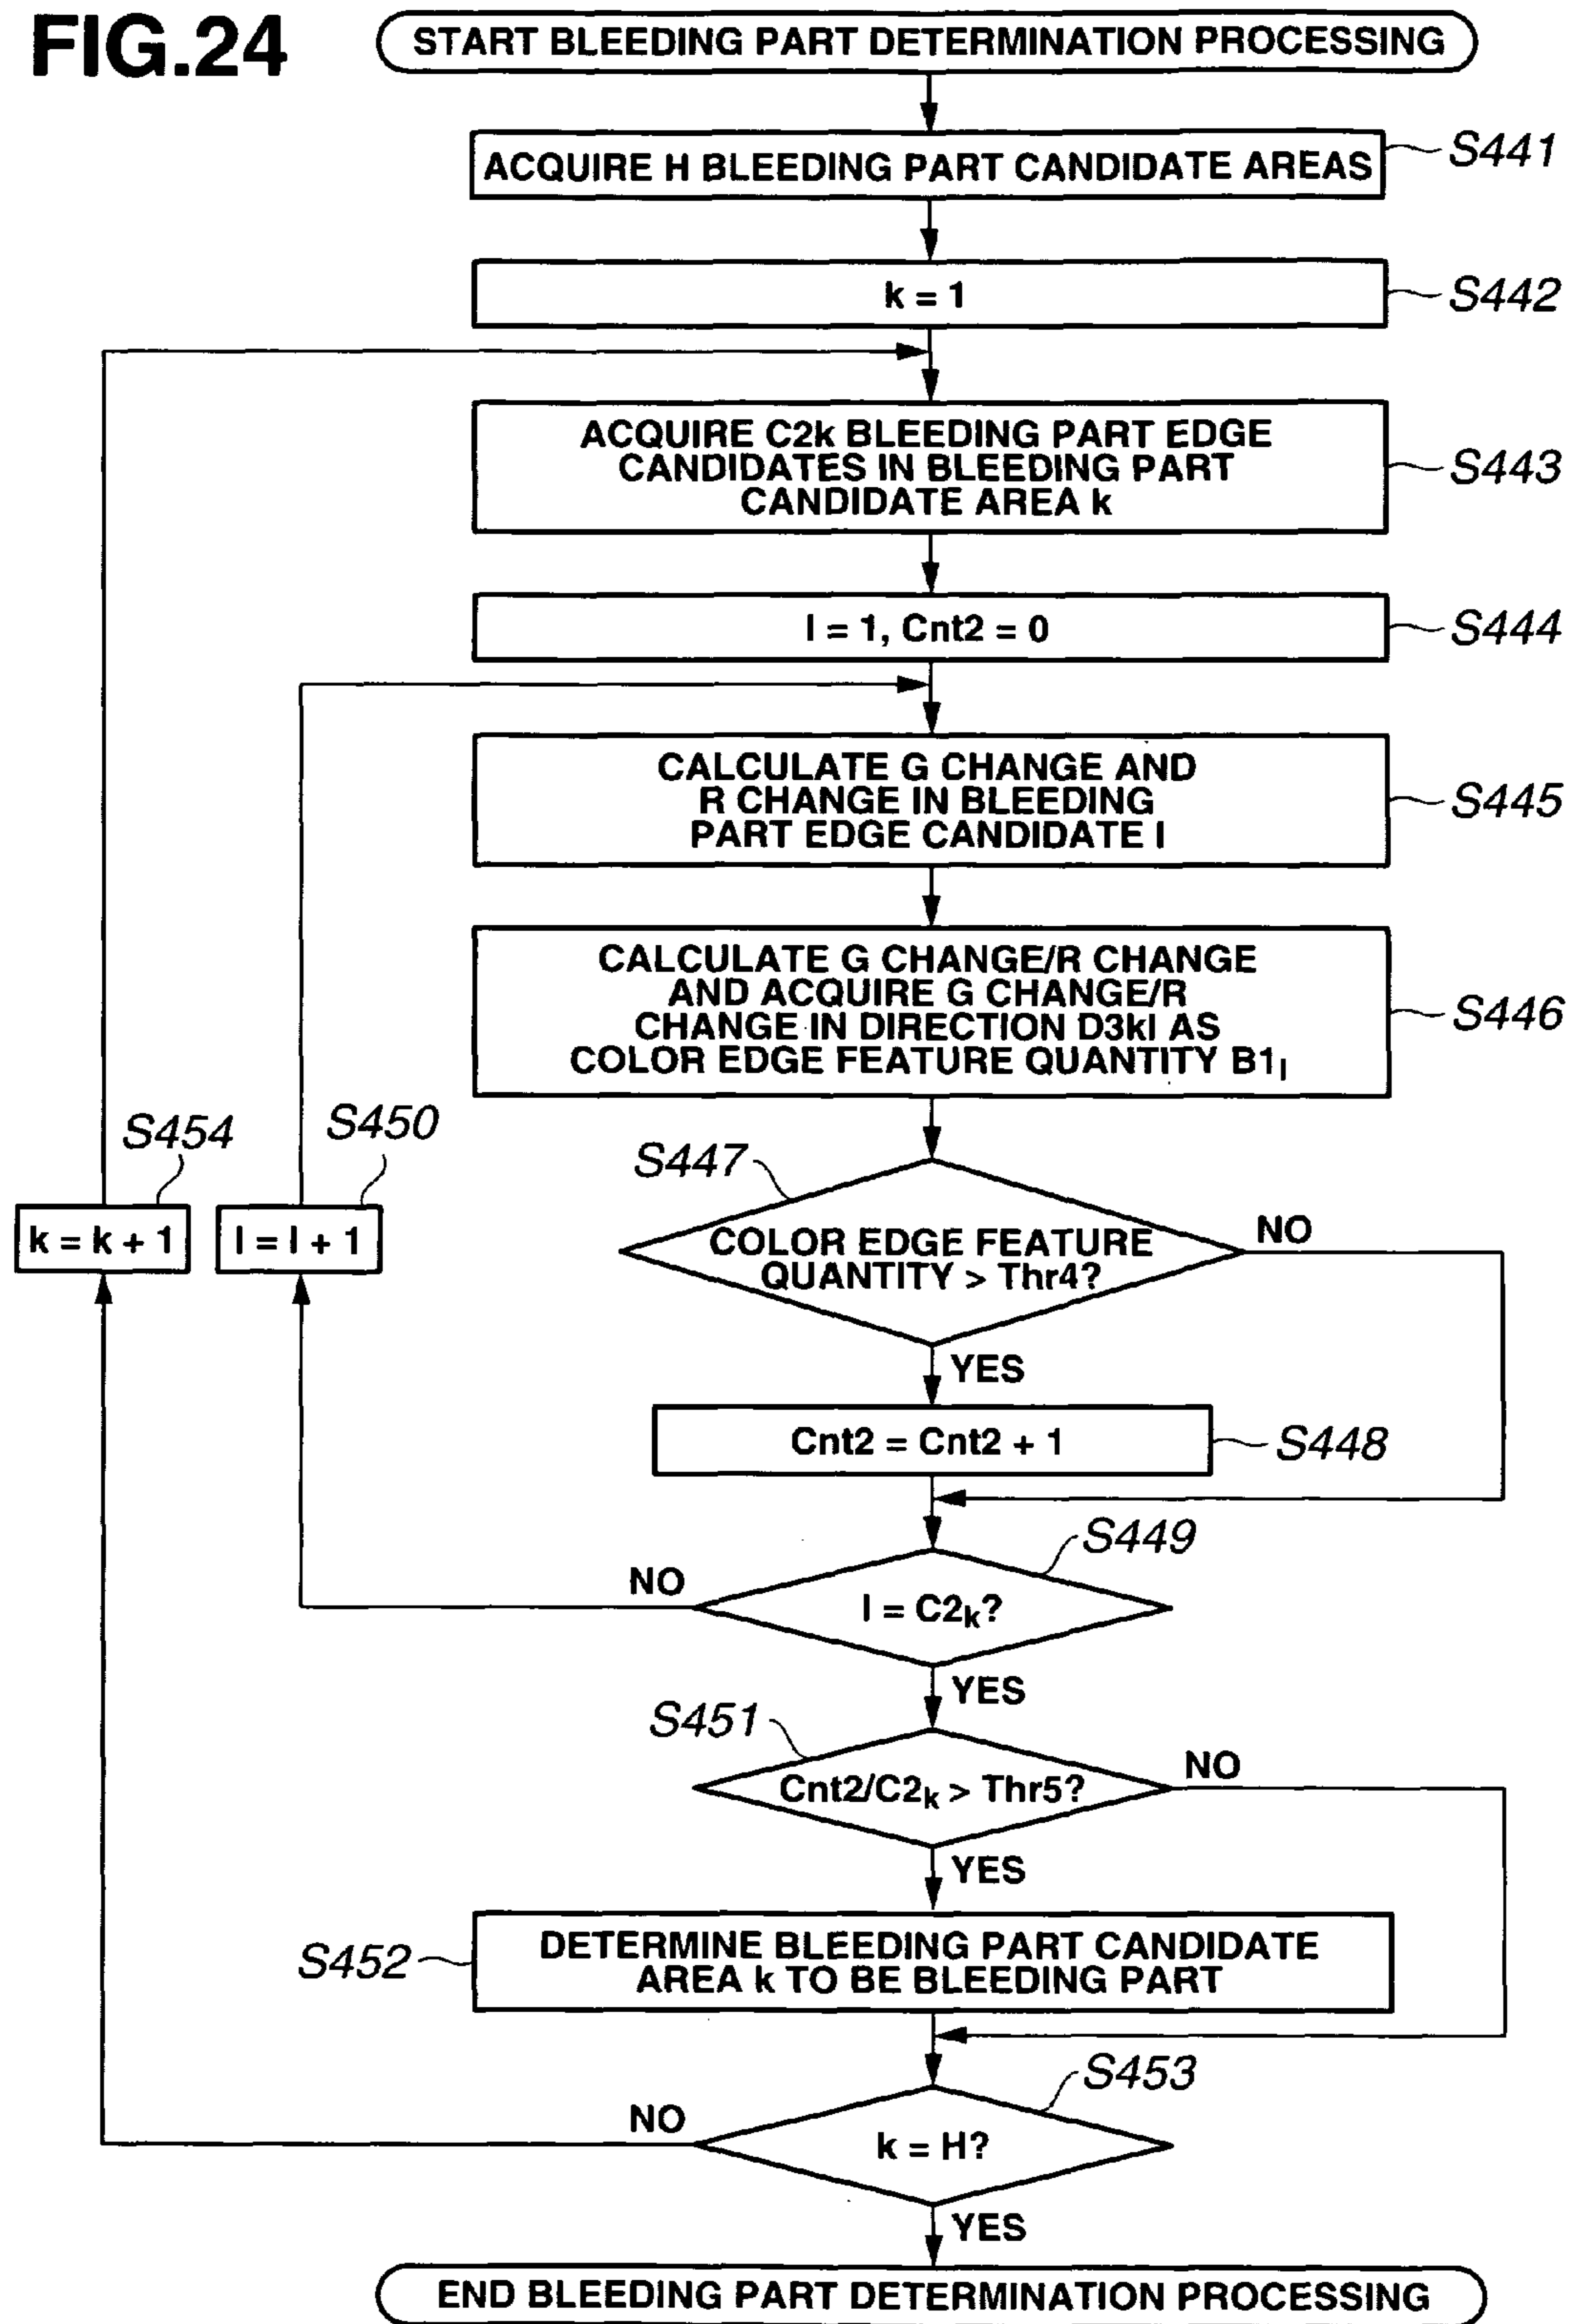 FIG.24
START BLEEDING PART DETERMINATION PROCESSING
ACQUIRE H BLEEDING PART CANDIDATE AREAS
S441
k = 1
S442
ACQUIRE C2k BLEEDING PART EDGE
CANDIDATES IN BLEEDING PART
CANDIDATE AREA k
S443
l = 1, Cnt2 = 0
S444
CALCULATE G CHANGE AND
R CHANGE IN BLEEDING
PART EDGE CANDIDATE l
S445
CALCULATE G CHANGE/R CHANGE
AND ACQUIRE G CHANGE/R
CHANGE IN DIRECTION D3kl AS
COLOR EDGE FEATURE QUANTITY B1l
S446
S454
S450
k = k + 1
l = l + 1
S447
COLOR EDGE FEATURE
QUANTITY > Thr4?
NO
YES
Cnt2 = Cnt2 + 1
S448
S449
NO
l = C2k?
YES
S451
Cnt2/C2k > Thr5?
NO
YES
S452
DETERMINE BLEEDING PART CANDIDATE
AREA k TO BE BLEEDING PART
S453
NO
k = H?
YES
END BLEEDING PART DETERMINATION PROCESSING